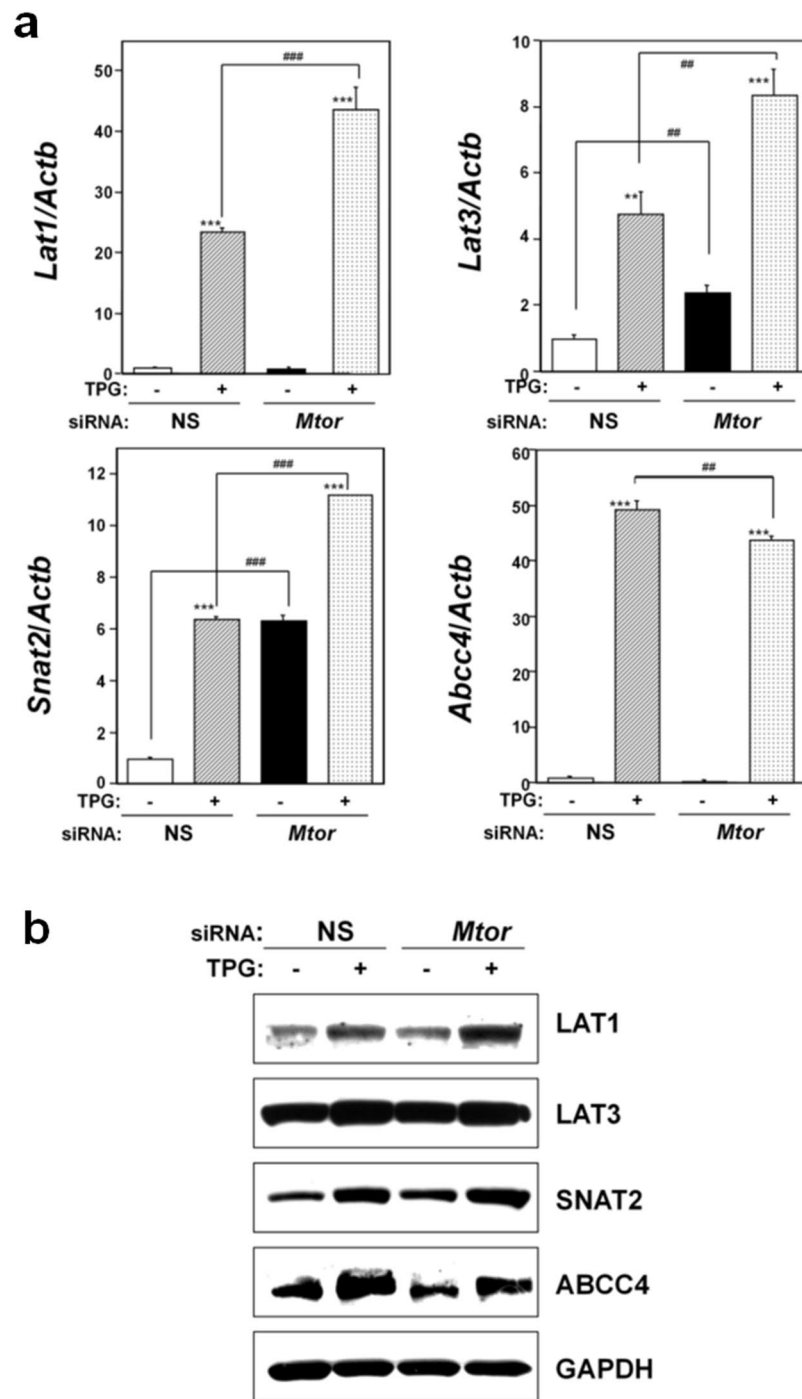 a
Lat1/Actb
50
40
30
20
10
0
***
***
###
TPG: - + - +
siRNA: NS Mtor
Lat3/Actb
10
8
6
4
2
0
##
##
**
***
TPG: - + - +
siRNA: NS Mtor
Snat2/Actb
12
10
8
6
4
2
0
###
###
***
***
TPG: - + - +
siRNA: NS Mtor
Abcc4/Actb
60
50
40
30
20
10
0
##
***
***
TPG: - + - +
siRNA: NS Mtor
b
siRNA: NS Mtor
TPG: - + - +
LAT1
LAT3
SNAT2
ABCC4
GAPDH